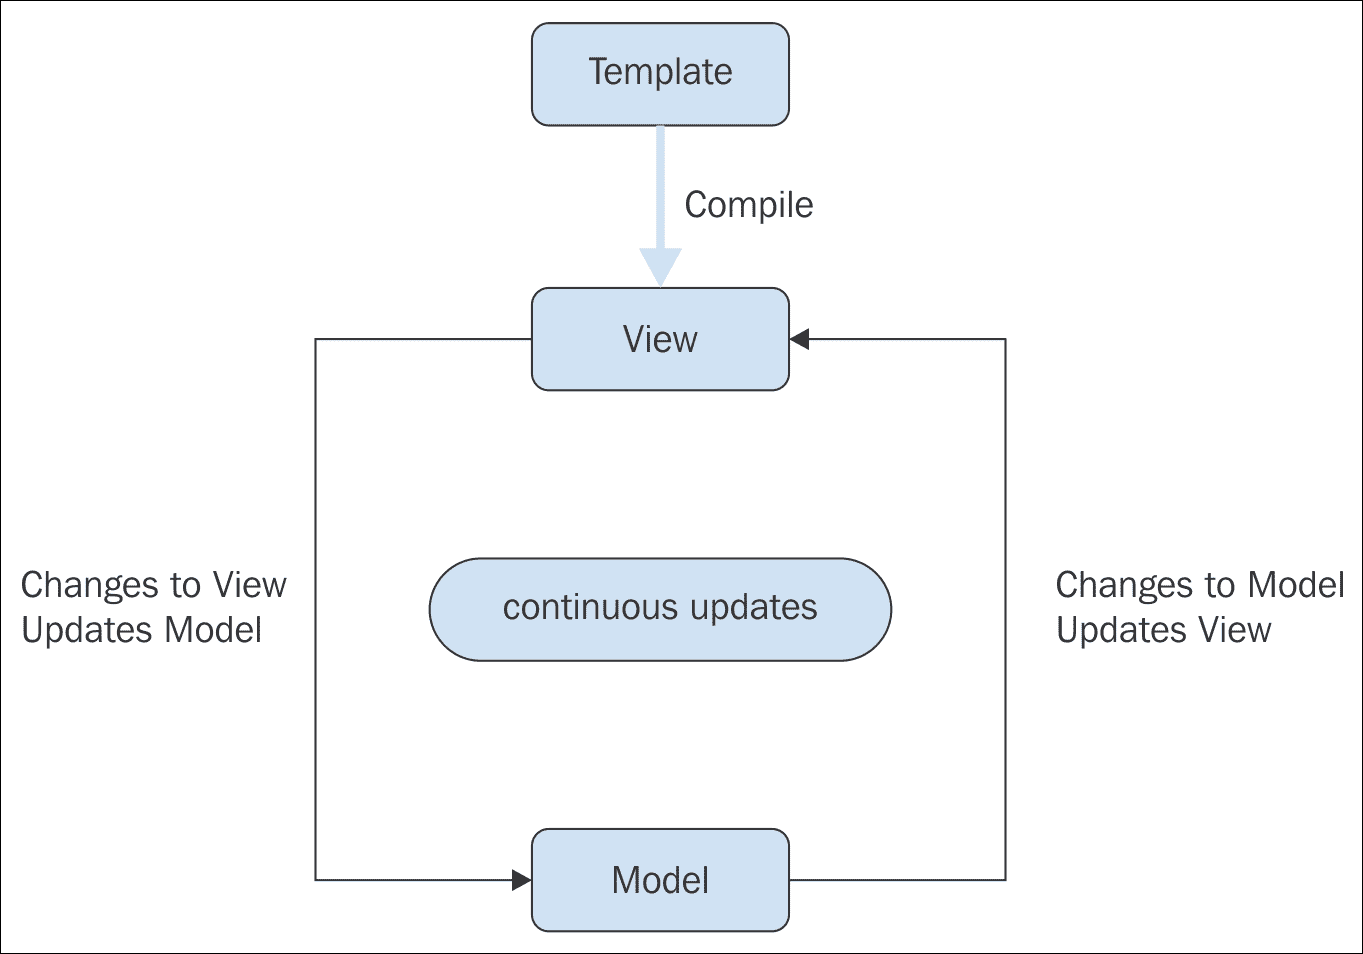 Template
Compile
View
Changes to View
Updates Model
continuous updates
Changes to Model
Updates View
Model